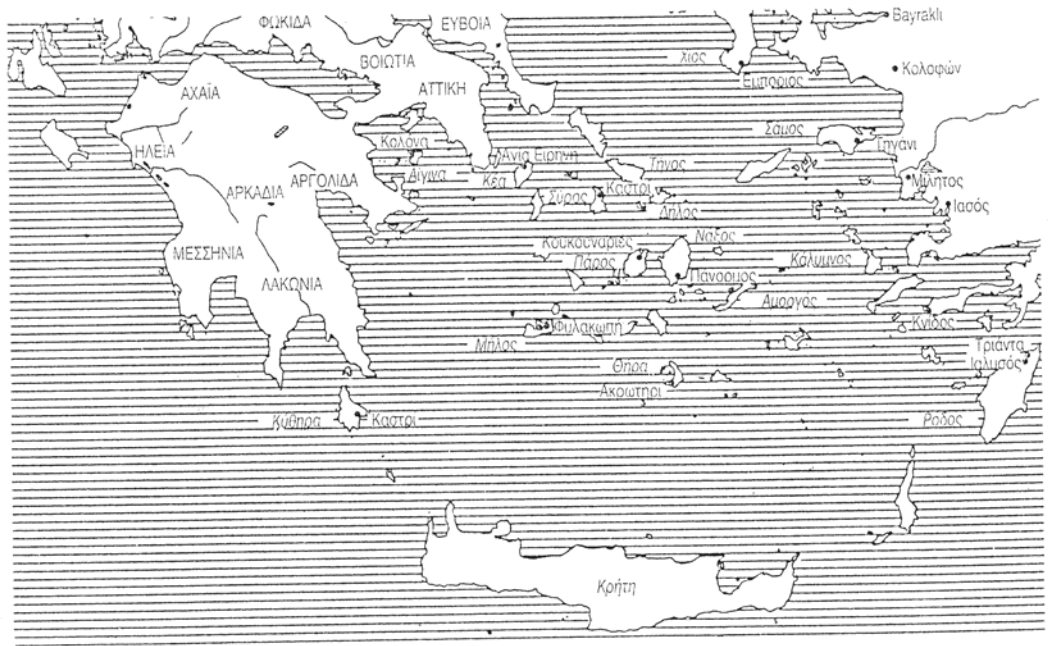 ΦΩΚΙΔΑ
ΕΥΒΟΙΑ
Bayraklı
ΒΟΙΩΤΙΑ
Χίος
Κολοφών
Εμποριός
ΑΧΑΪΑ
ΑΤΤΙΚΗ
Σάμος
Τηγάνι
Κολόνα
Αγία Ειρήνη
Τήνος
ΗΛΕΙΑ
Αίγινα
Κέα
Μίλητος
ΑΡΚΑΔΙΑ
ΑΡΓΟΛΙΔΑ
Σύρος
Καστρί
Δήλος
Ιασός
ΜΕΣΣΗΝΙΑ
Κουκουναριές
Νάξος
Πάρος
Πάνορμος
Κάλυμνος
ΛΑΚΩΝΙΑ
Αμοργός
Φυλακωπή
Κνίδος
Μήλος
Τριάντα
Θήρα
Ιαλυσός
Ακρωτήρι
Κύθηρα
Καστρί
Ρόδος
Κρήτη